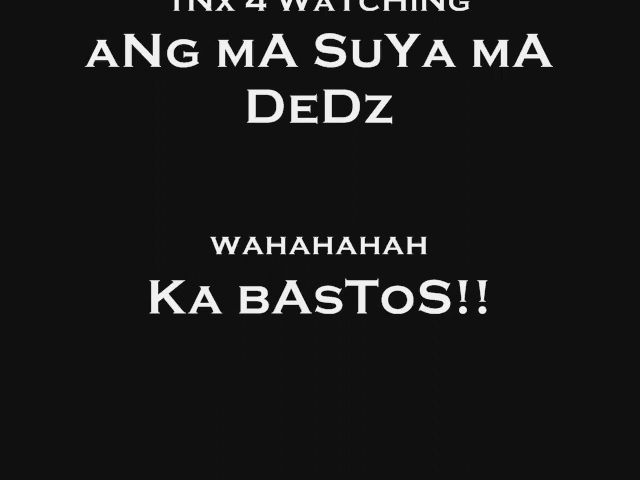 TNX 4 WATCHING
aNG mA SUYA mA
DeDZ
WAHAHAHAH
KA bAsToS!!